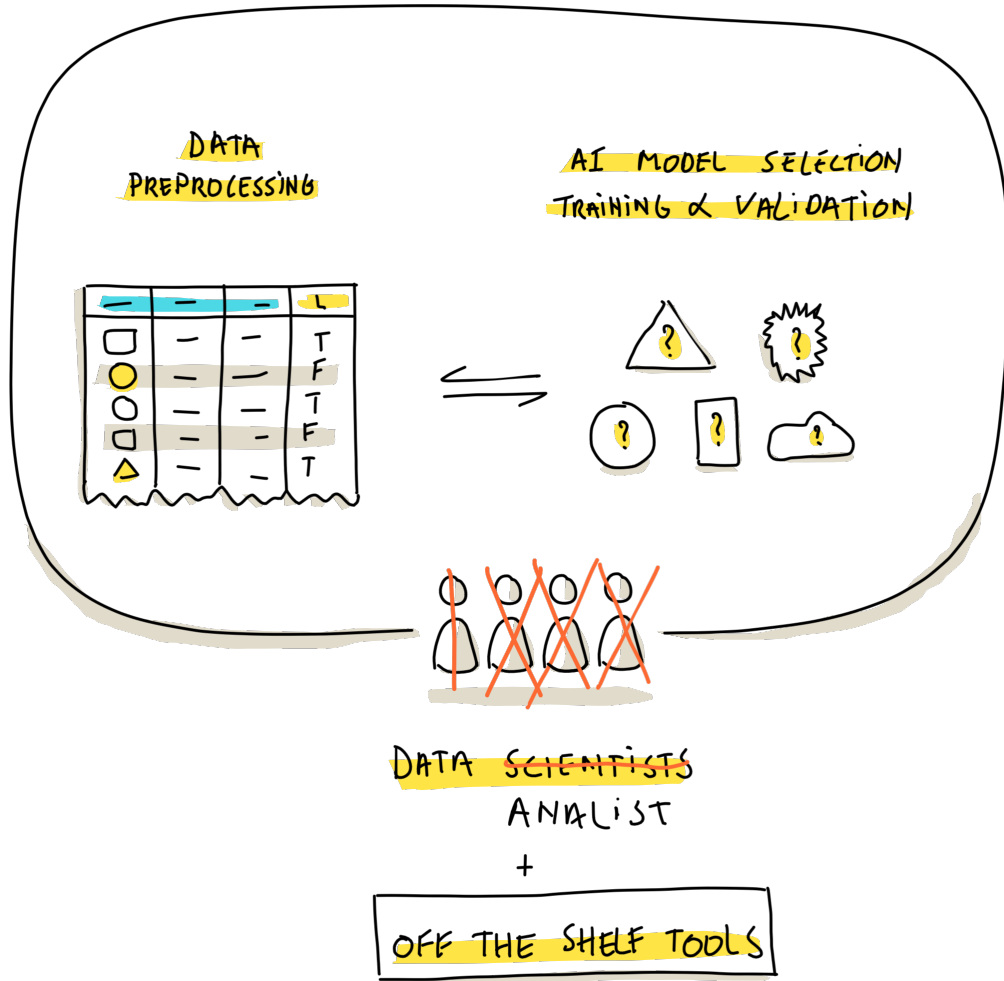 DATA
PREPROCESSING
AI MODEL SELECTION
TRAINING & VALIDATION
L
T
F
T
F
T
? ?
? ? ?
DATA SCIENTISTS
ANALIST
+
OFF THE SHELF TOOLS